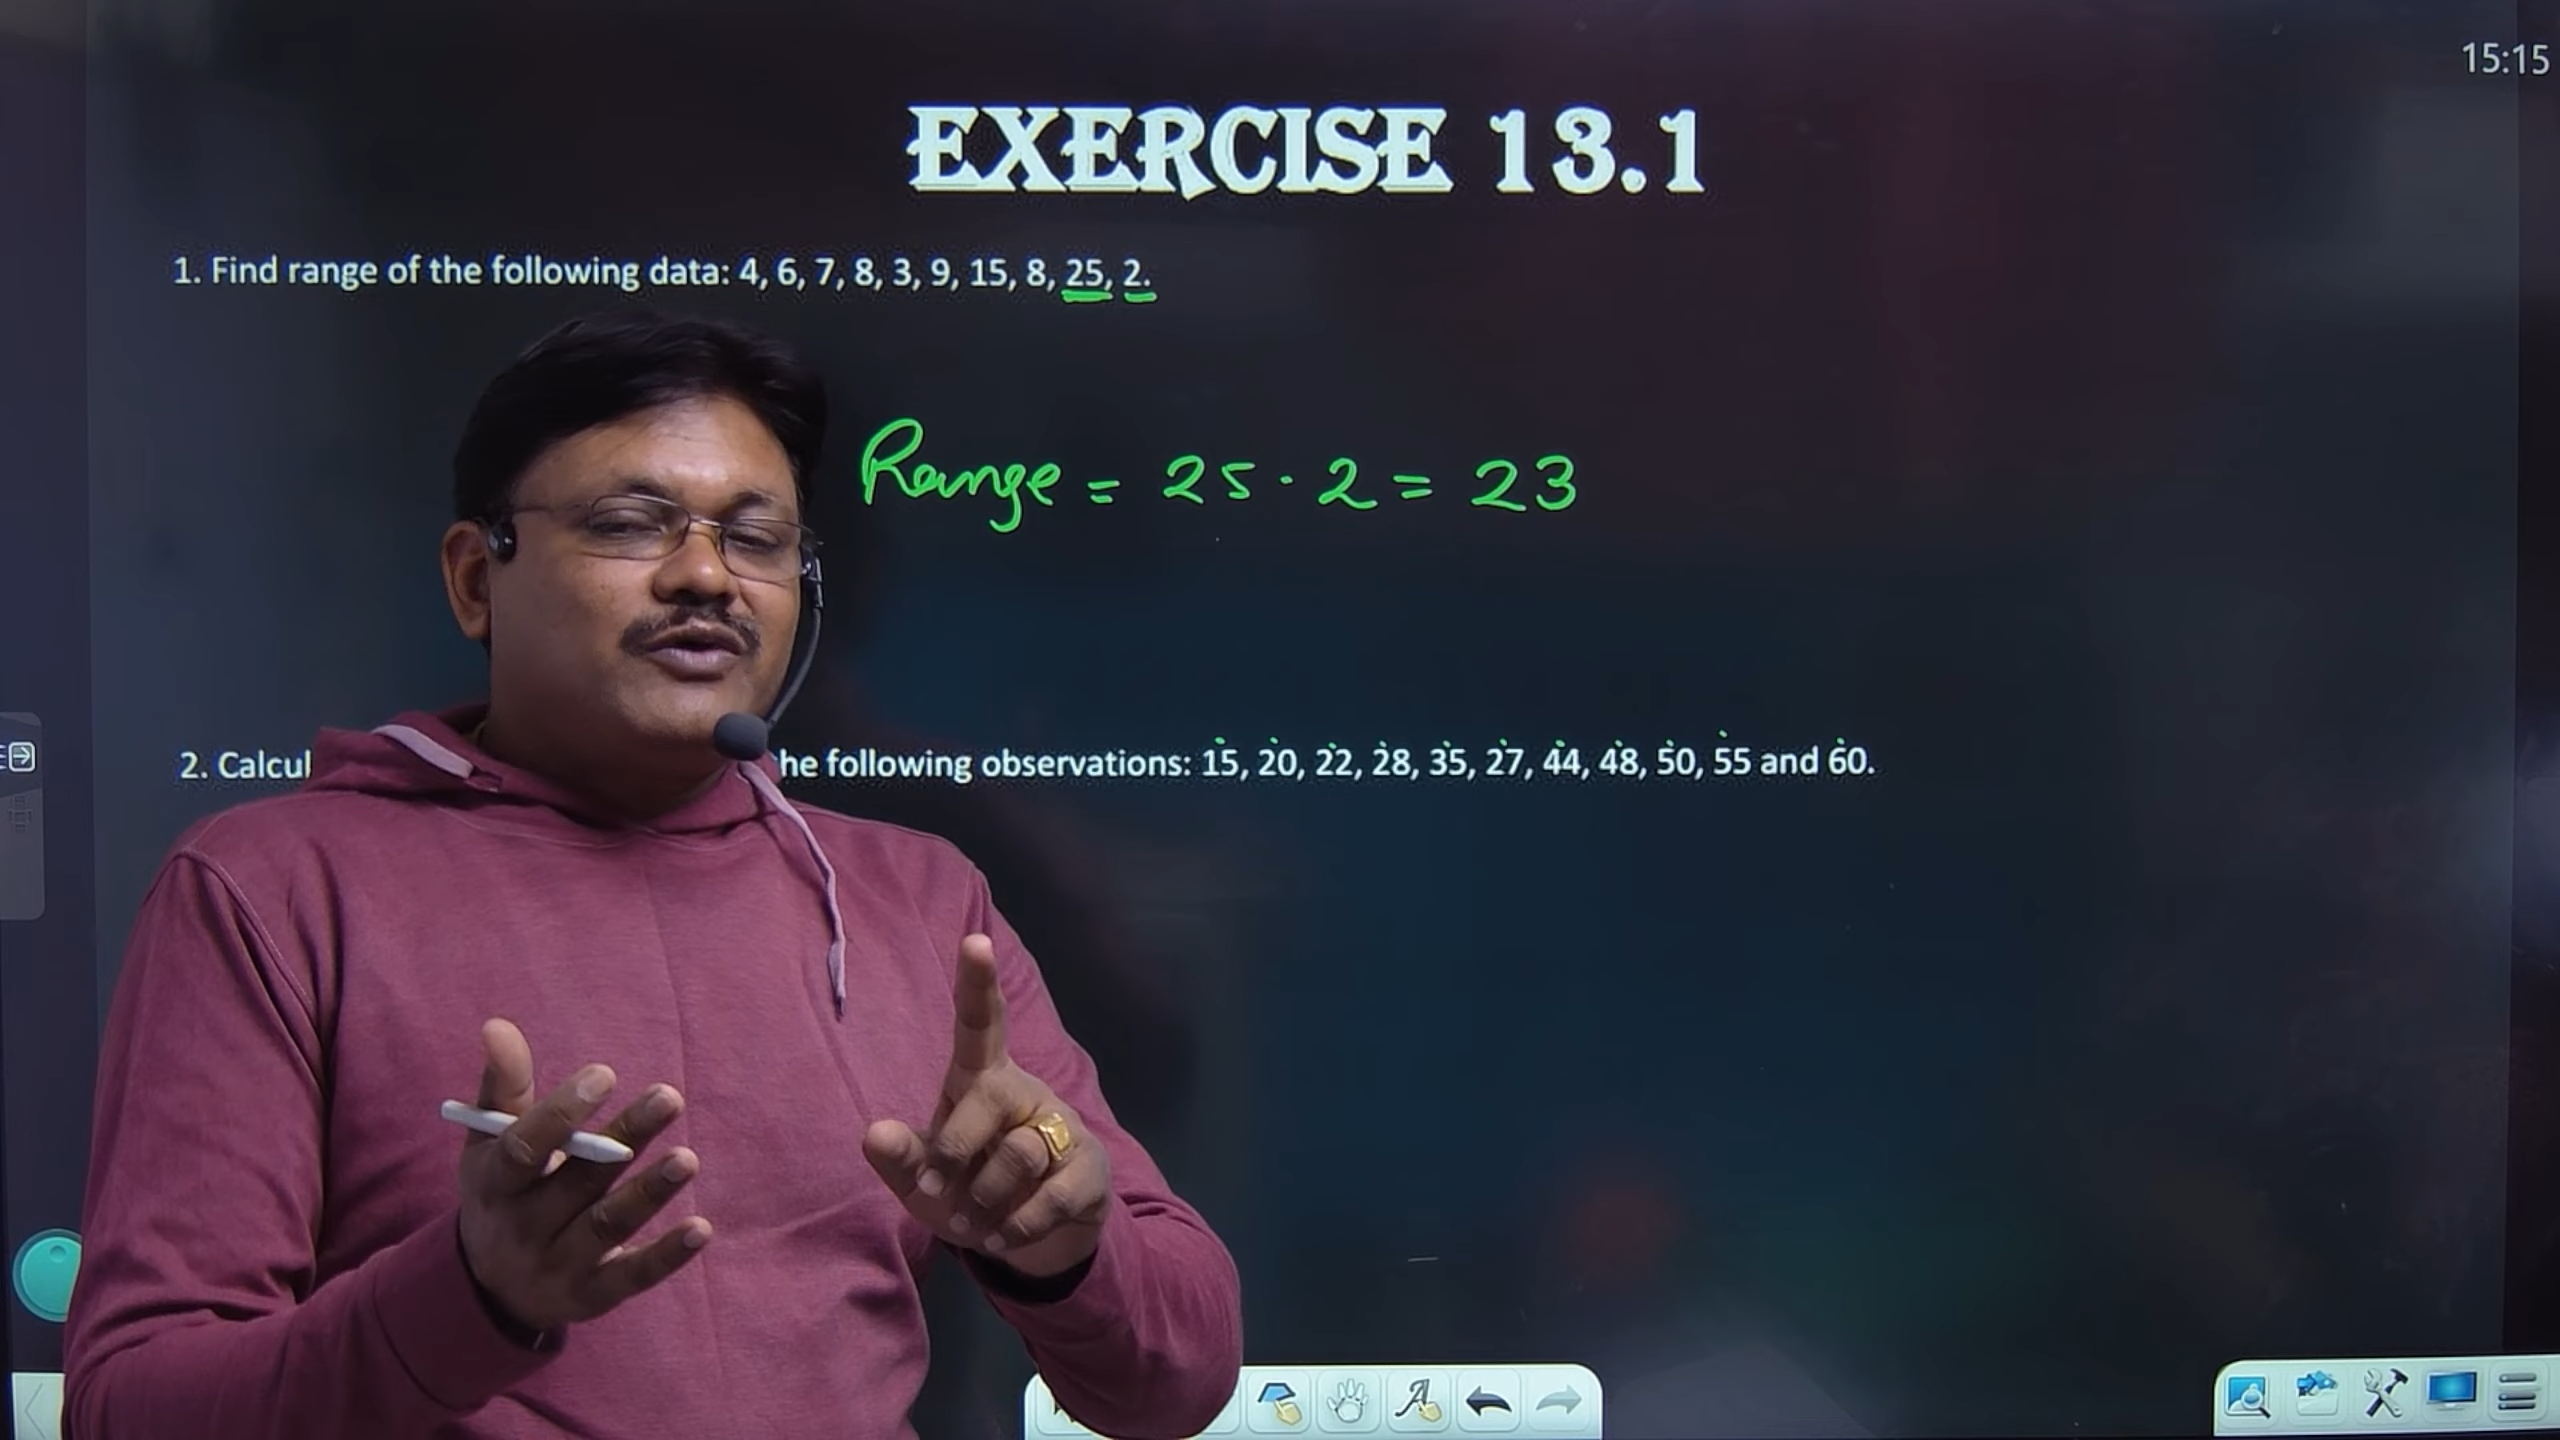 15:15
EXERCISE 13.1
1. Find range of the following data: 4, 6, 7, 8, 3, 9, 15, 8, 25, 2.
Range = 25 - 2 = 23
2. Calcul he following observations: 15, 20, 22, 28, 35, 27, 44, 48, 50, 55 and 60.